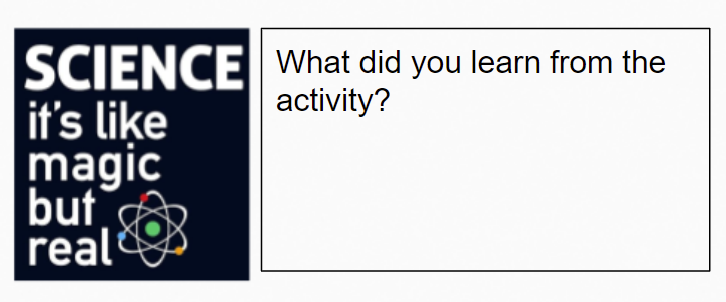 SCIENCE
it's like
magic
but
real
What did you learn from the
activity?